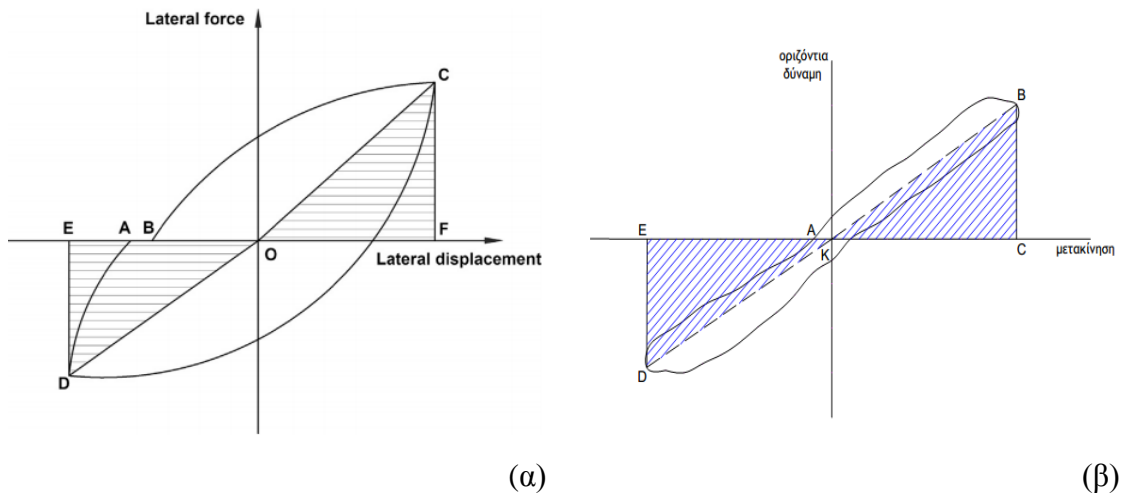 Lateral force
C
E
A
B
F
O
Lateral displacement
D
(α)
οριζόντια
δύναμη
B
E
A
K
C
μετακίνηση
D
(β)